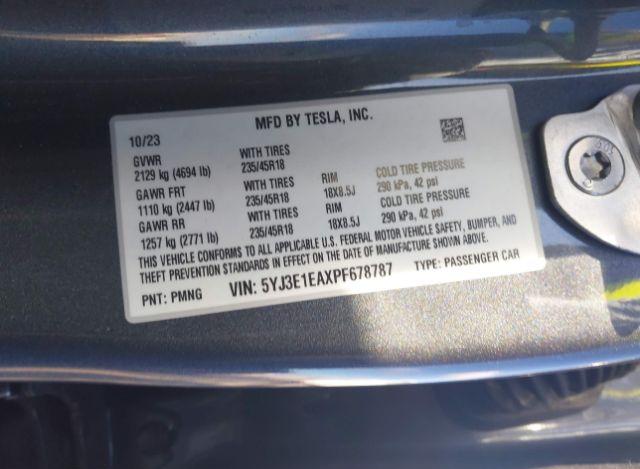 MFD BY TESLA, INC.
10/23
GVWR WITH TIRES
2129 kg (4694 lb) 235/45R18
GAWR FRT WITH TIRES RIM COLD TIRE PRESSURE
1110 kg (2447 lb) 235/45R18 18X8.5J 290 kPa, 42 psi
GAWR RR WITH TIRES RIM COLD TIRE PRESSURE
1257 kg (2771 lb) 235/45R18 18X8.5J 290 kPa, 42 psi
THIS VEHICLE CONFORMS TO ALL APPLICABLE U.S. FEDERAL MOTOR VEHICLE SAFETY, BUMPER, AND
THEFT PREVENTION STANDARDS IN EFFECT ON THE DATE OF MANUFACTURE SHOWN ABOVE.
PNT: PMNG VIN: 5YJ3E1EAXPF678787 TYPE: PASSENGER CAR